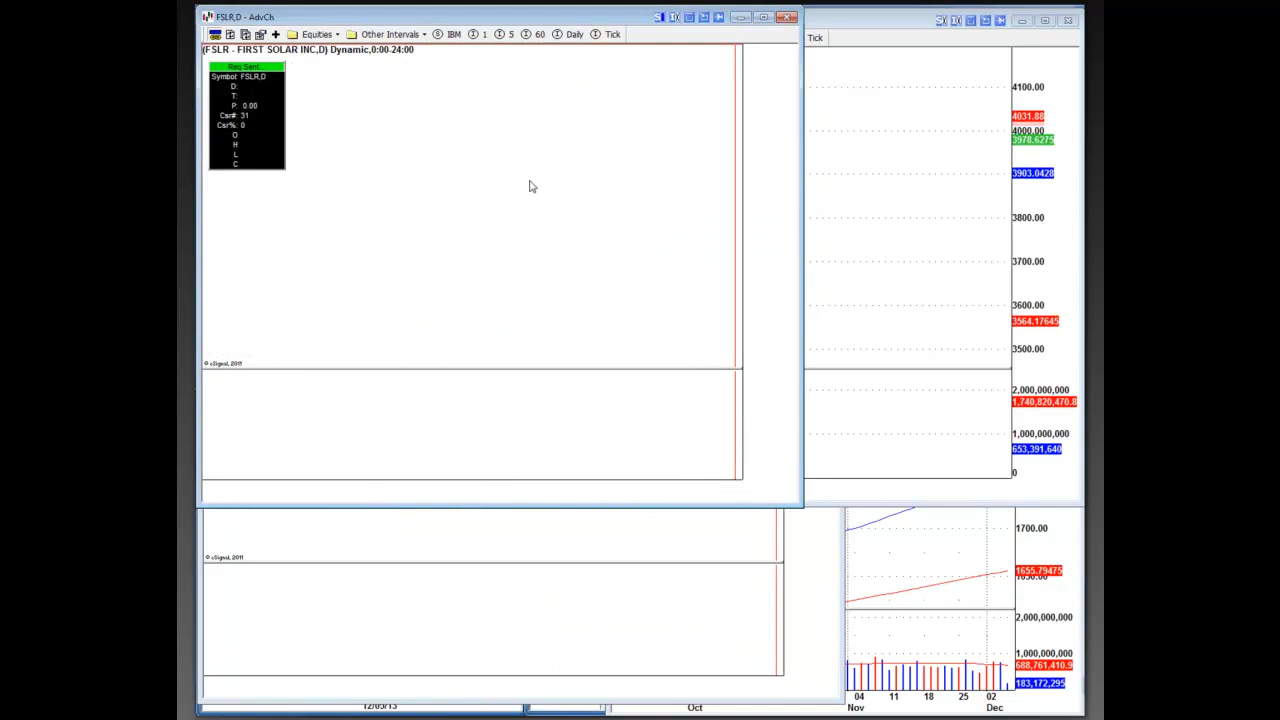 FSLR,D - AdvCh
Equities Other Intervals IBM 1 5 60 Daily Tick
(FSLR - FIRST SOLAR INC,D) Dynamic,0:00-24:00
Req Sent...
Symbol: FSLR,D
D:
T:
P: 0.00
Csr#: 31
Csr%: 0
O
H
L
C
© eSignal, 2011
Tick
4100.00
4031.88
4000.00
3978.6275
3903.0428
3800.00
3700.00
3600.00
3564.17645
3500.00
2,000,000,000
1,740,820,470.8
1,000,000,000
653,391,640
0
© eSignal, 2011
1700.00
1655.79475
2,000,000,000
1,000,000,000
688,761,410.9
183,172,295
04 11 18 25 02
12/05/13
Oct Nov Dec